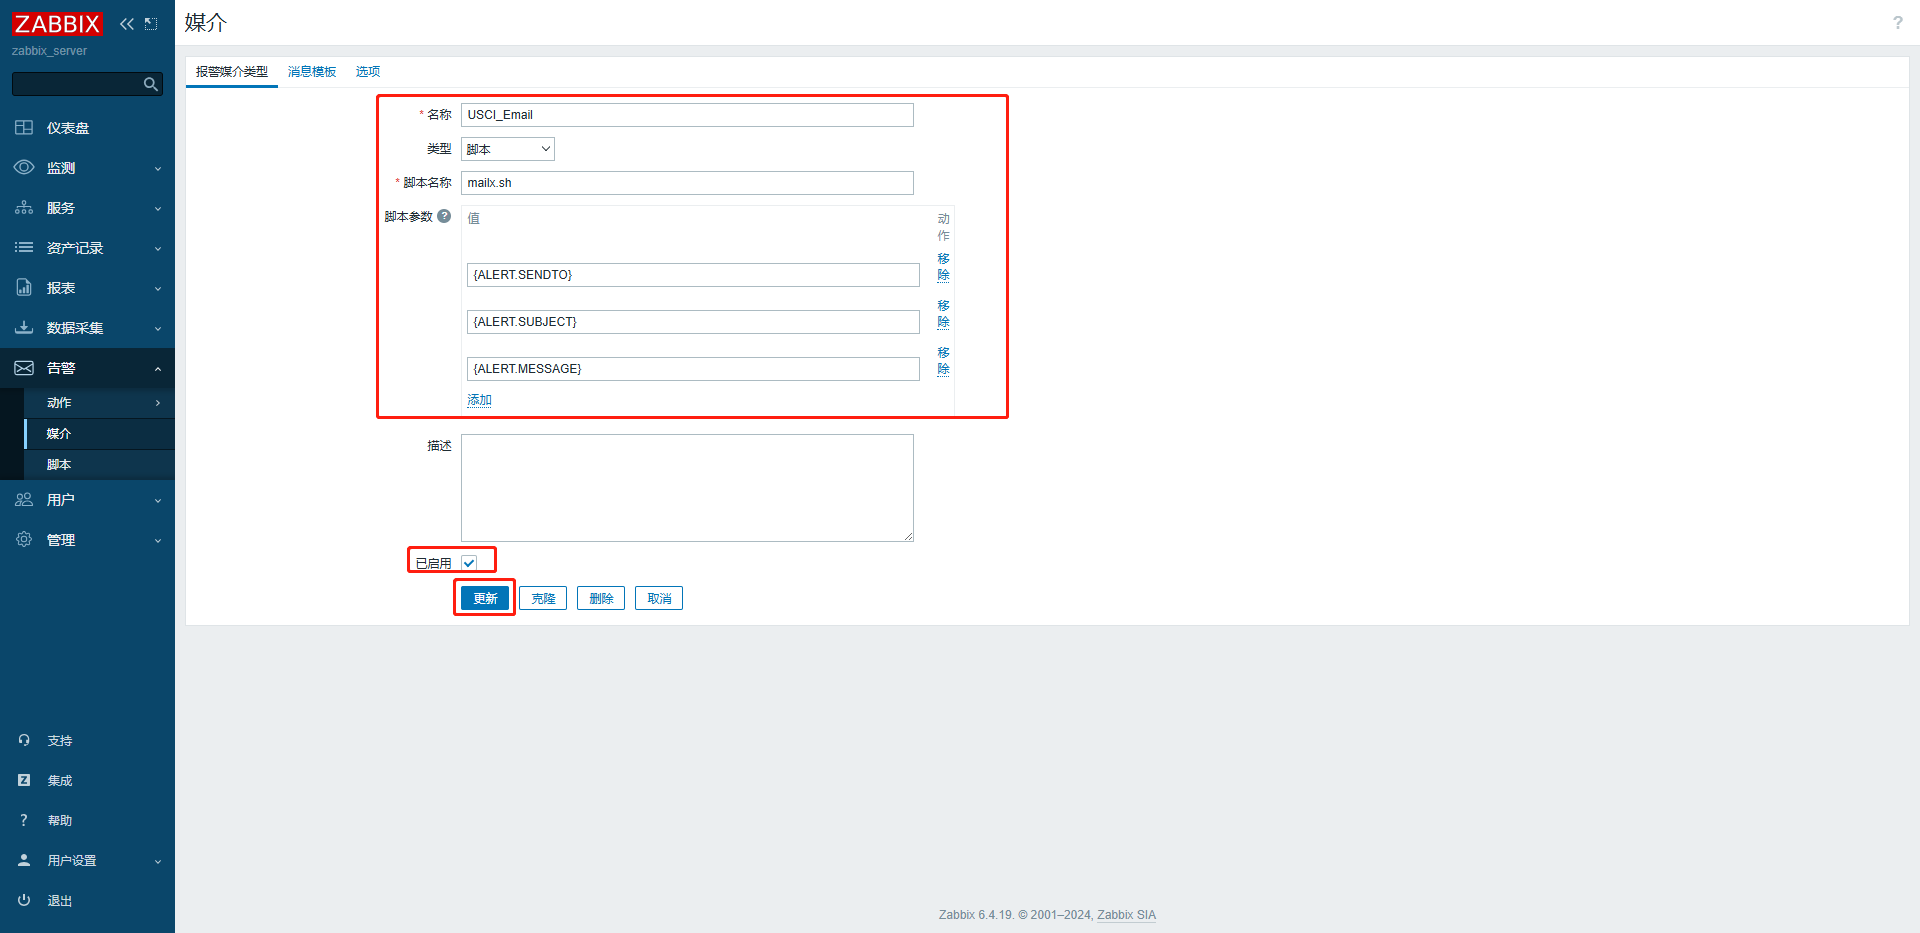 ZABBIX
zabbix_server
仪表盘
监测
服务
资产记录
报表
数据采集
告警
动作
媒介
脚本
用户
管理
支持
集成
帮助
用户设置
退出
媒介
?
报警媒介类型 消息模板 选项
* 名称 USCI_Email
类型 脚本
* 脚本名称 mailx.sh
脚本参数 ? 值 动作
{ALERT.SENDTO} 移除
{ALERT.SUBJECT} 移除
{ALERT.MESSAGE} 移除
添加
描述
已启用
更新 克隆 删除 取消
Zabbix 6.4.19. © 2001–2024, Zabbix SIA